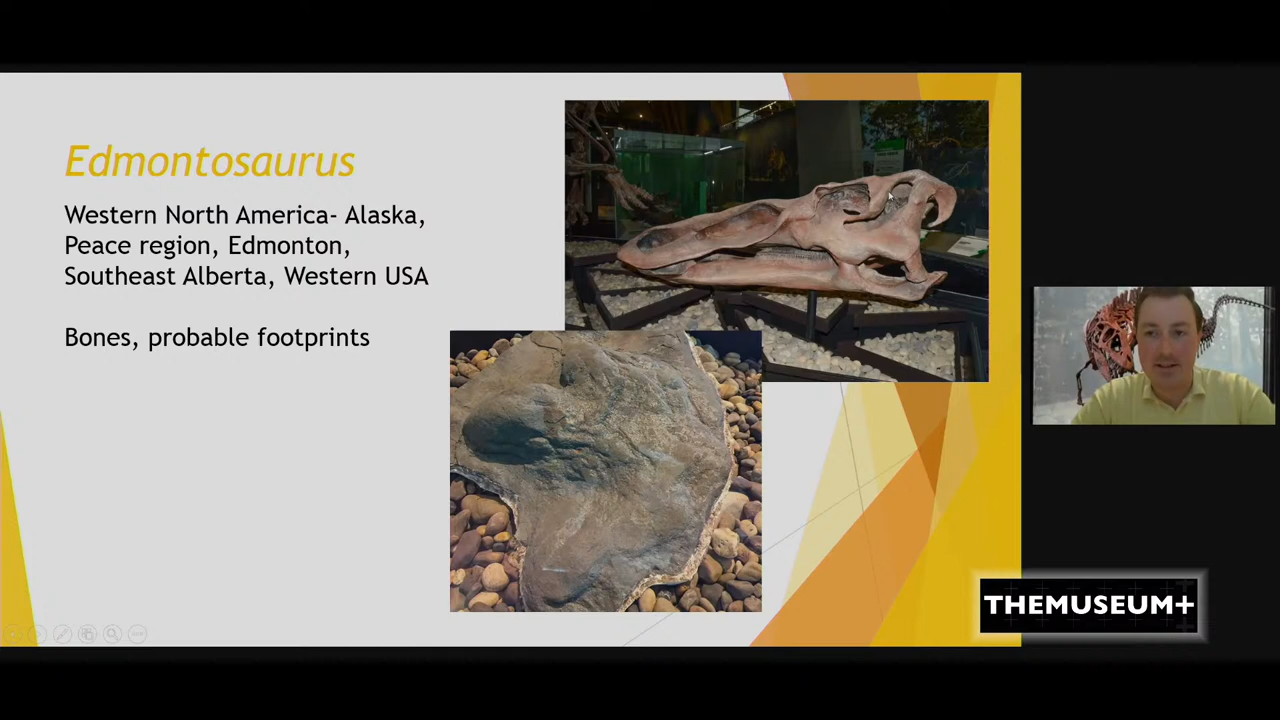 Edmontosaurus
Western North America- Alaska,
Peace region, Edmonton,
Southeast Alberta, Western USA
Bones, probable footprints
THEMUSEUM+